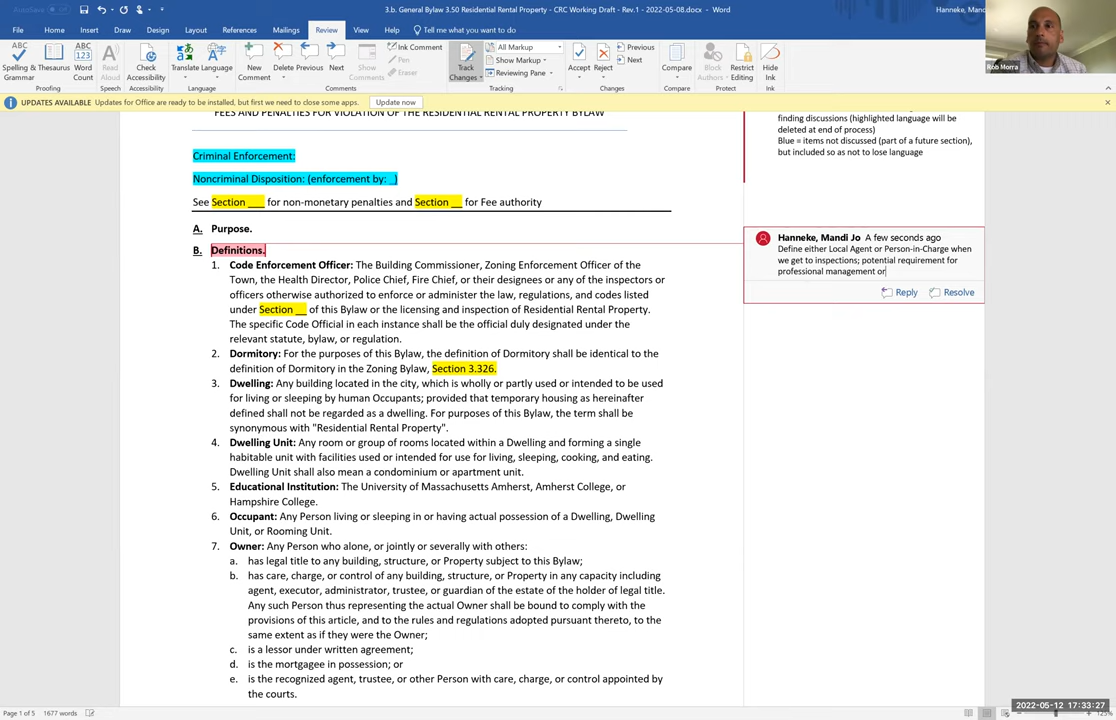 AutoSave
3.b. General Bylaw 3.50 Residential Rental Property - CRC Working Draft - Rev.1 - 2022-05-08.docx - Word
Hanneke, Mandi
File Home Insert Draw Design Layout References Mailings Review View Help Tell me what you want to do
Spelling & Grammar
Thesaurus
Word Count
Read Aloud
Check Accessibility
Translate
Language
New Comment
Delete
Previous
Next
Show Comments
Ink Comment
Pen
Eraser
Track Changes
All Markup
Show Markup
Reviewing Pane
Accept
Reject
Previous
Next
Compare
Block Authors
Restrict Editing
Hide Ink
Proofing
Speech
Accessibility
Language
Comments
Tracking
Changes
Compare
Protect
Ink
Rob Morra
UPDATES AVAILABLE Updates for Office are ready to be installed, but first we need to close some apps. Update now
FEES AND PENALTIES FOR VIOLATION OF THE RESIDENTIAL RENTAL PROPERTY BYLAW
Criminal Enforcement:
Noncriminal Disposition: (enforcement by: _)
See Section ___ for non-monetary penalties and Section __ for Fee authority
A. Purpose.
B. Definitions.
1. Code Enforcement Officer: The Building Commissioner, Zoning Enforcement Officer of the
Town, the Health Director, Police Chief, Fire Chief, or their designees or any of the inspectors or
officers otherwise authorized to enforce or administer the law, regulations, and codes listed
under Section __ of this Bylaw or the licensing and inspection of Residential Rental Property.
The specific Code Official in each instance shall be the official duly designated under the
relevant statute, bylaw, or regulation.
2. Dormitory: For the purposes of this Bylaw, the definition of Dormitory shall be identical to the
definition of Dormitory in the Zoning Bylaw, Section 3.326.
3. Dwelling: Any building located in the city, which is wholly or partly used or intended to be used
for living or sleeping by human Occupants; provided that temporary housing as hereinafter
defined shall not be regarded as a dwelling. For purposes of this Bylaw, the term shall be
synonymous with "Residential Rental Property".
4. Dwelling Unit: Any room or group of rooms located within a Dwelling and forming a single
habitable unit with facilities used or intended for use for living, sleeping, cooking, and eating.
Dwelling Unit shall also mean a condominium or apartment unit.
5. Educational Institution: The University of Massachusetts Amherst, Amherst College, or
Hampshire College.
6. Occupant: Any Person living or sleeping in or having actual possession of a Dwelling, Dwelling
Unit, or Rooming Unit.
7. Owner: Any Person who alone, or jointly or severally with others:
a. has legal title to any building, structure, or Property subject to this Bylaw;
b. has care, charge, or control of any building, structure, or Property in any capacity including
agent, executor, administrator, trustee, or guardian of the estate of the holder of legal title.
Any such Person thus representing the actual Owner shall be bound to comply with the
provisions of this article, and to the rules and regulations adopted pursuant thereto, to the
same extent as if they were the Owner;
c. is a lessor under written agreement;
d. is the mortgagee in possession; or
e. is the recognized agent, trustee, or other Person with care, charge, or control appointed by
the courts.
finding discussions (highlighted language will be
deleted at end of process)
Blue = items not discussed (part of a future section),
but included so as not to lose language
Hanneke, Mandi Jo A few seconds ago
Define either Local Agent or Person-in-Charge when
we get to inspections; potential requirement for
professional management or
Reply Resolve
Page 1 of 5 1677 words
2022-05-12 17:33:27